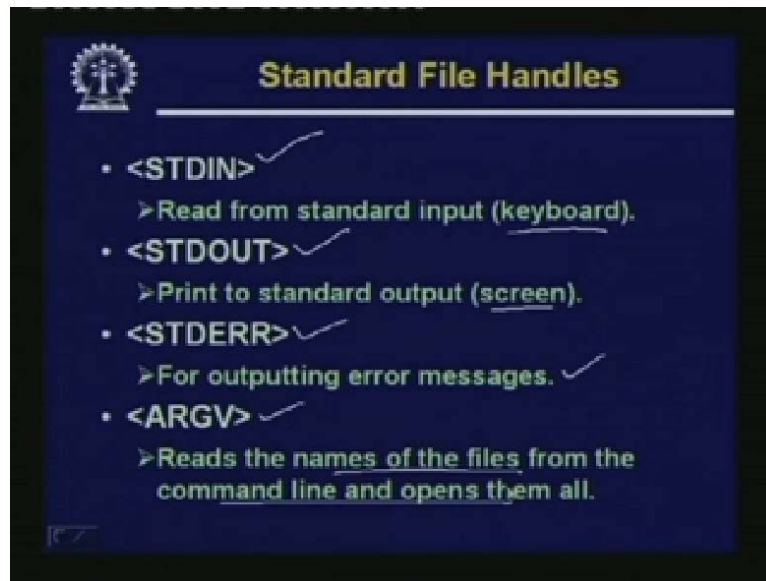 Standard File Handles
• <STDIN>
➢Read from standard input (keyboard).
• <STDOUT>
➢Print to standard output (screen).
• <STDERR>
➢For outputting error messages.
• <ARGV>
➢Reads the names of the files from the
command line and opens them all.